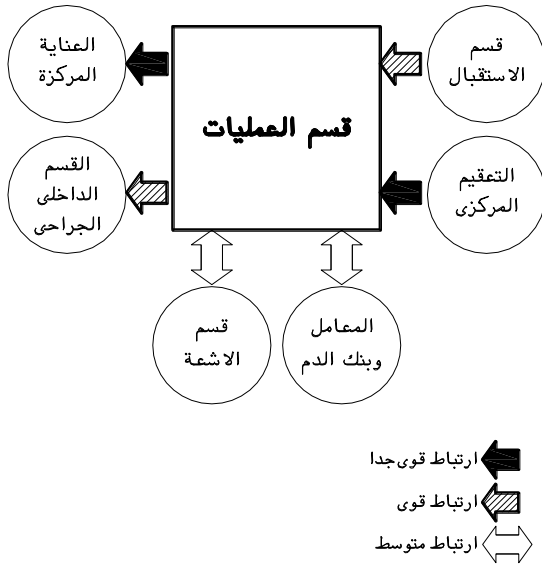 قسم
الاستقبال
العناية
المركزة
قسم العمليات
التعقيم
المركزى
القسم
الداخلى
الجراحى
المعامل
وبنك الدم
قسم
الاشعة
ارتباط قوى جدا
ارتباط قوى
ارتباط متوسط